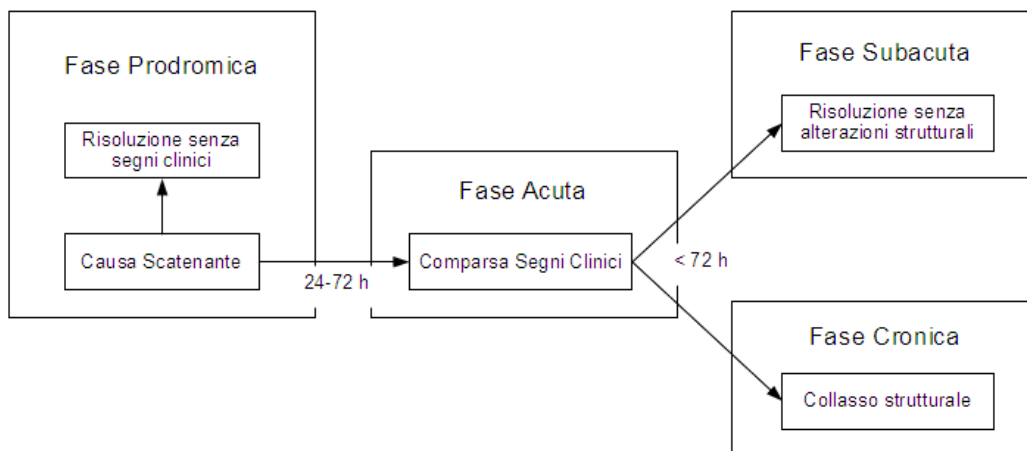 Fase Prodromica
Risoluzione senza
segni clinici
Causa Scatenante
24-72 h
Fase Acuta
Comparsa Segni Clinici
< 72 h
Fase Subacuta
Risoluzione senza
alterazioni strutturali
Fase Cronica
Collasso strutturale